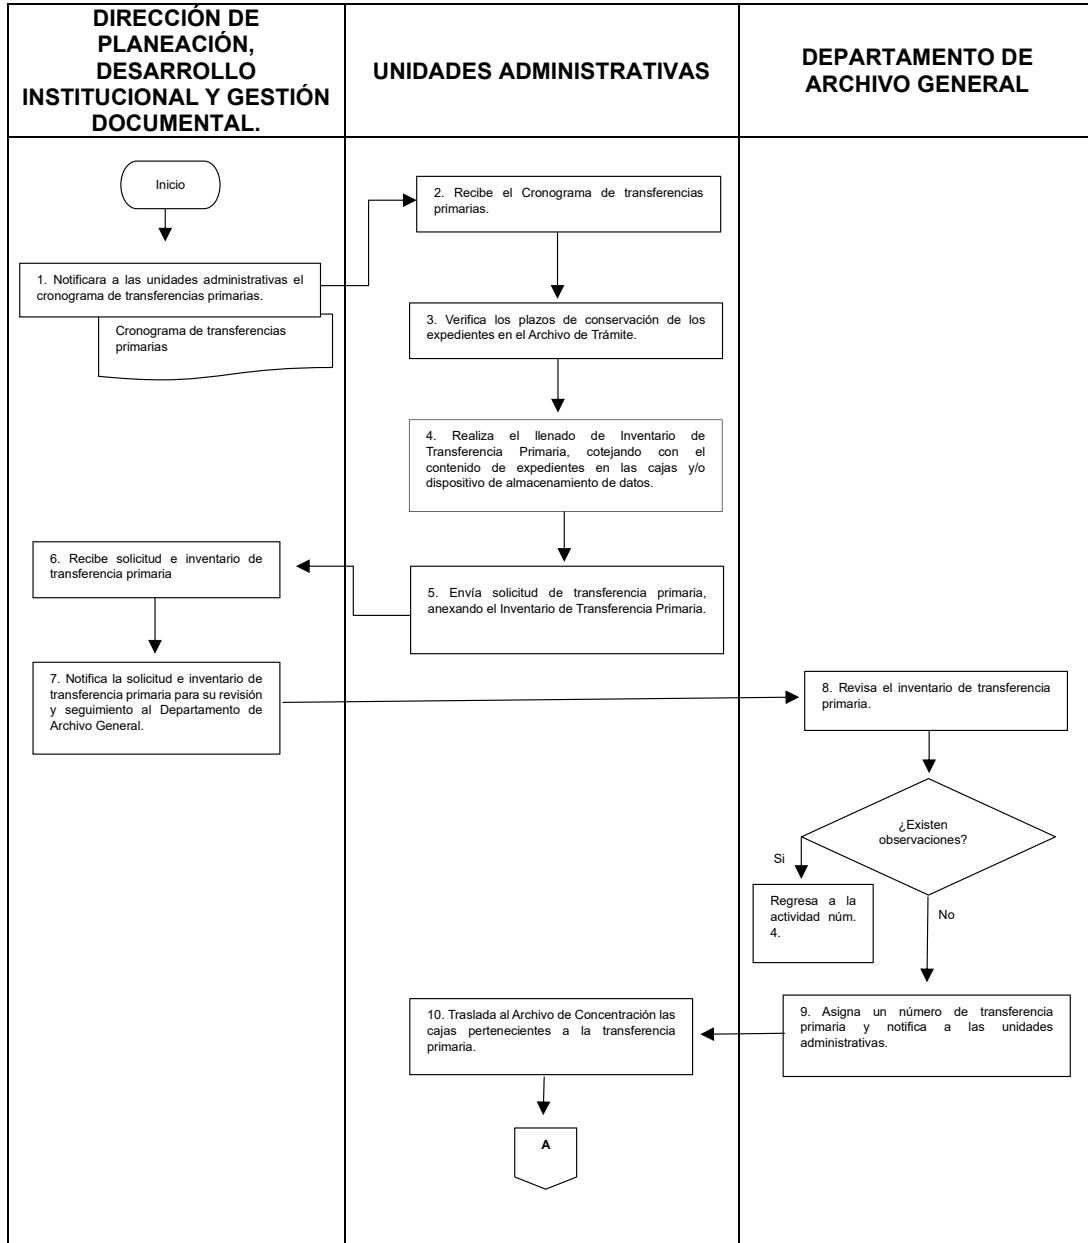 DIRECCIÓN DE
PLANEACIÓN,
DESARROLLO
INSTITUCIONAL Y GESTIÓN
DOCUMENTAL.
UNIDADES ADMINISTRATIVAS
DEPARTAMENTO DE
ARCHIVO GENERAL
Inicio
1. Notificara a las unidades administrativas el
cronograma de transferencias primarias.
Cronograma de transferencias
primarias
2. Recibe el Cronograma de transferencias
primarias.
3. Verifica los plazos de conservación de los
expedientes en el Archivo de Trámite.
4. Realiza el llenado de Inventario de
Transferencia Primaria, cotejando con el
contenido de expedientes en las cajas y/o
dispositivo de almacenamiento de datos.
5. Envía solicitud de transferencia primaria,
anexando el Inventario de Transferencia Primaria.
6. Recibe solicitud e inventario de
transferencia primaria
7. Notifica la solicitud e inventario de
transferencia primaria para su revisión
y seguimiento al Departamento de
Archivo General.
8. Revisa el inventario de transferencia
primaria.
¿Existen
observaciones?
Si
Regresa a la
actividad núm.
4.
No
9. Asigna un número de transferencia
primaria y notifica a las unidades
administrativas.
10. Traslada al Archivo de Concentración las
cajas pertenecientes a la transferencia
primaria.
A